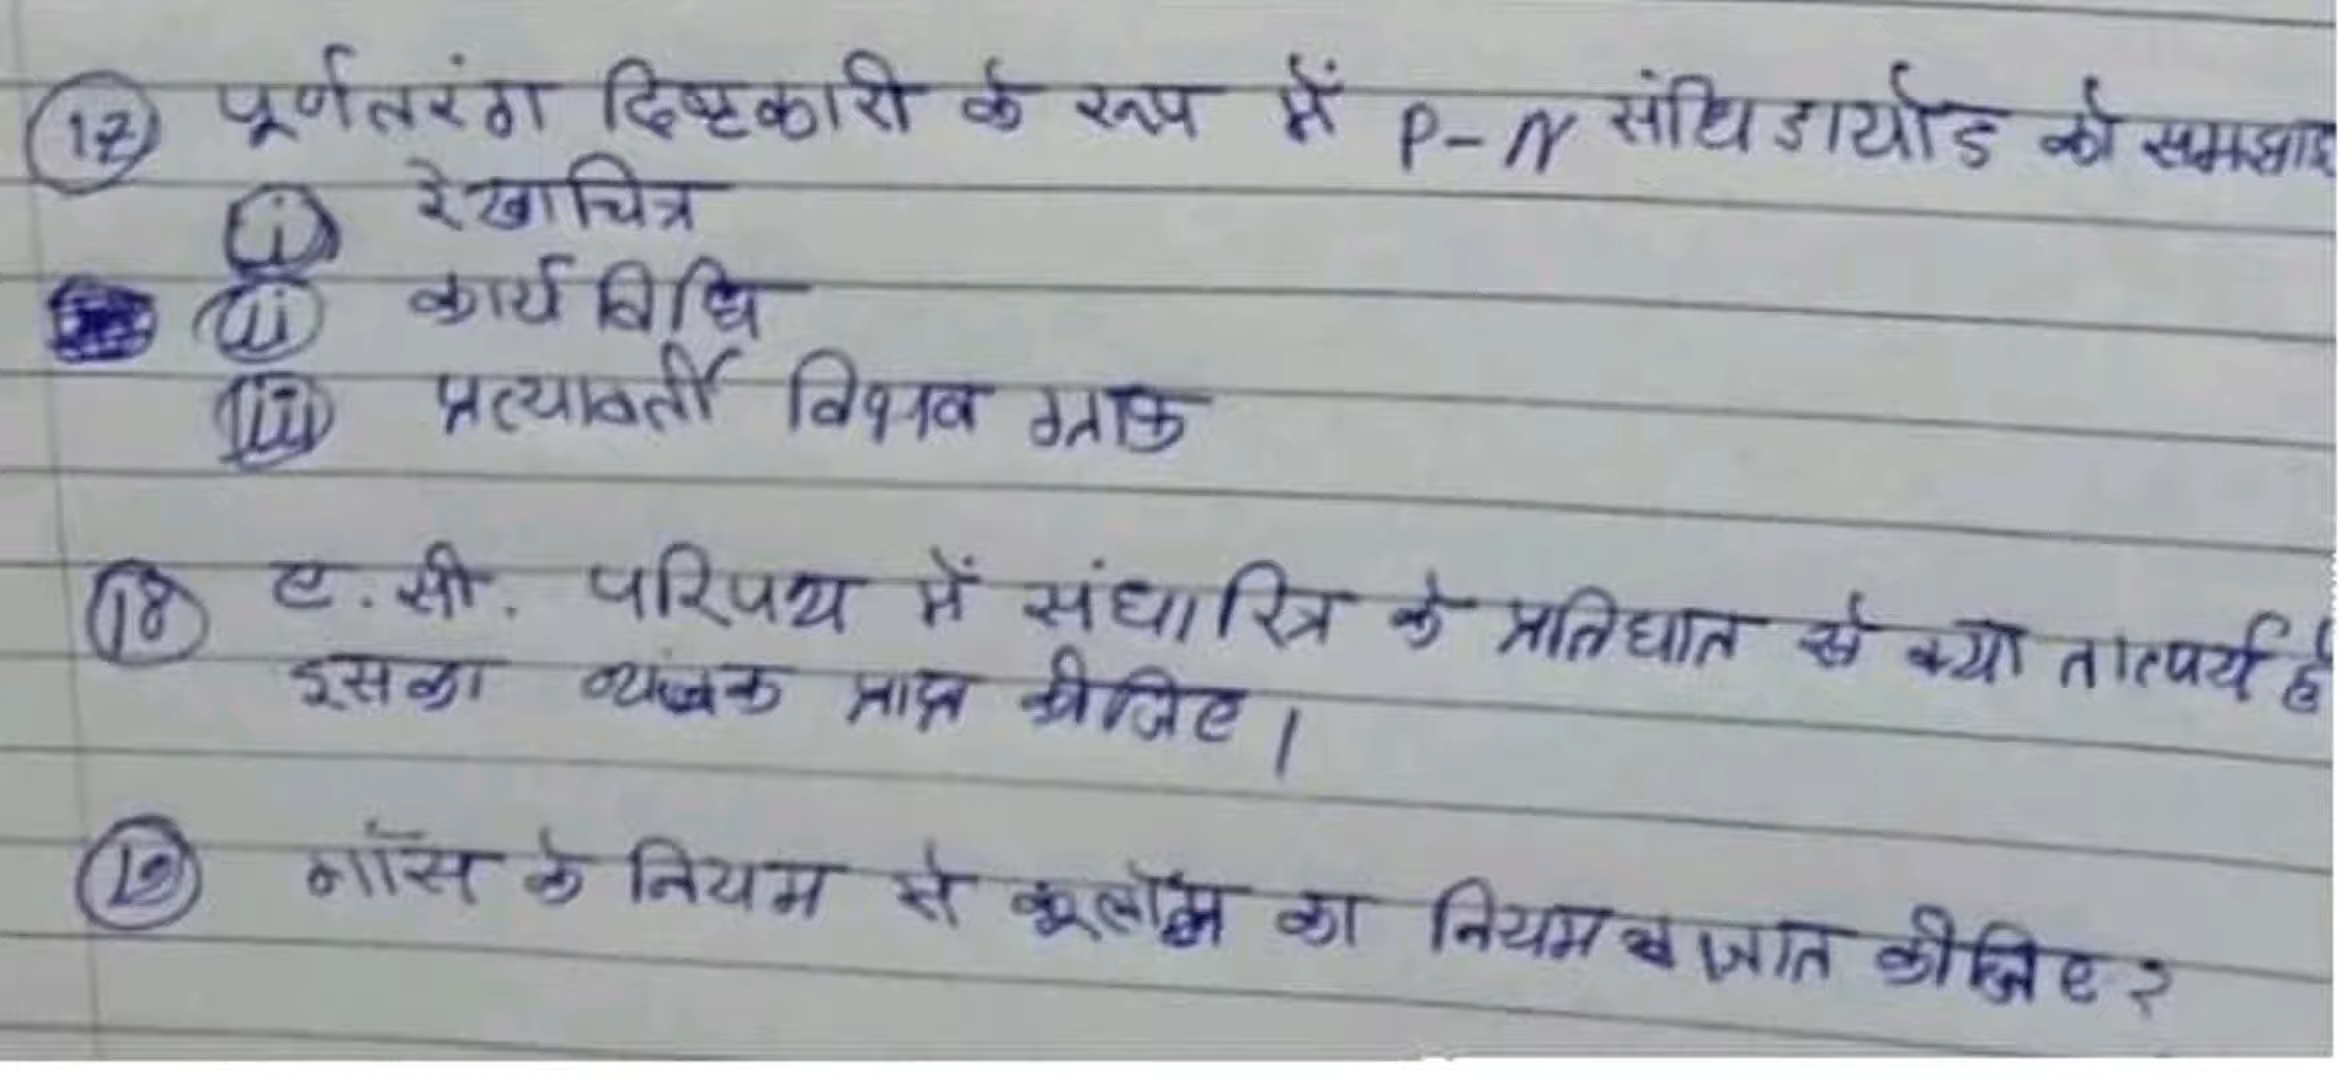 (17) पूर्णतरंग दिष्टकारी के रूप में P-N संधि डायोड को समझाइ
(i) रेखाचित्र
(ii) कार्य विधि
(iii) प्रत्यावर्ती विभव ग्राफ
(18) ए. सी. परिपथ में संधारित्र के प्रतिघात से क्या तात्पर्य है
इसका व्यंजक प्राप्त कीजिए।
(19) गॉस के नियम से कूलॉम का नियम ज्ञात कीजिए?